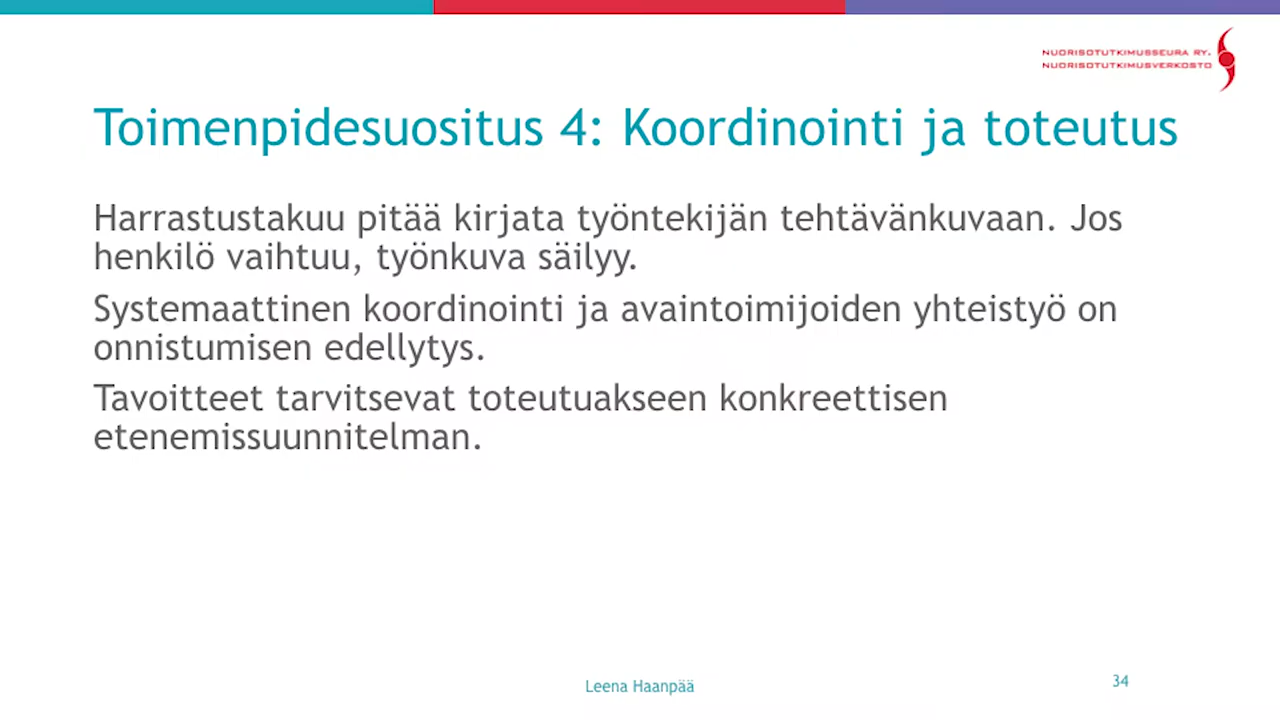 NUORISOTUTKIMUSSEURA RY.
NUORISOTUTKIMUSVERKOSTO
Toimenpidesuositus 4: Koordinointi ja toteutus
Harrastustakuu pitää kirjata työntekijän tehtävänkuvaan. Jos
henkilö vaihtuu, työnkuva säilyy.
Systemaattinen koordinointi ja avaintoimijoiden yhteistyö on
onnistumisen edellytys.
Tavoitteet tarvitsevat toteutuakseen konkreettisen
etenemissuunnitelman.
Leena Haanpää
34